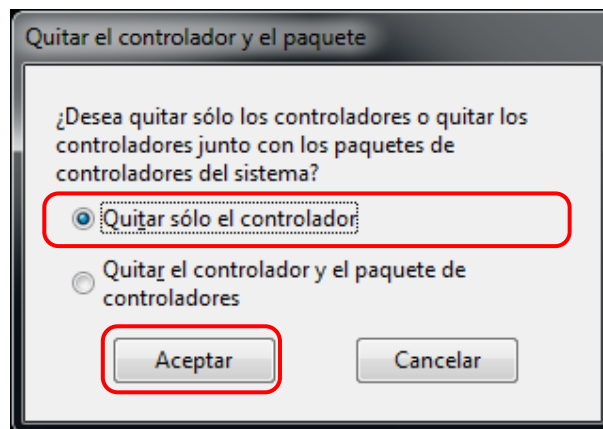 Quitar el controlador y el paquete
¿Desea quitar sólo los controladores o quitar los
controladores junto con los paquetes de
controladores del sistema?
Quitar sólo el controlador
Quitar el controlador y el paquete de
controladores
Aceptar
Cancelar